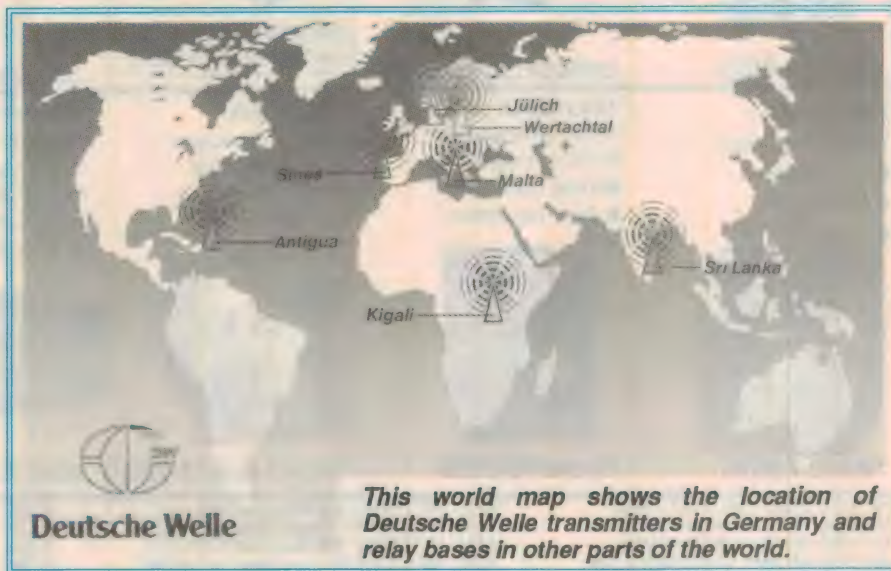 Jülich
Wertachtal
Sines
Malta
Antigua
Sri Lanka
Kigali
DW
Deutsche Welle
This world map shows the location of
Deutsche Welle transmitters in Germany and
relay bases in other parts of the world.